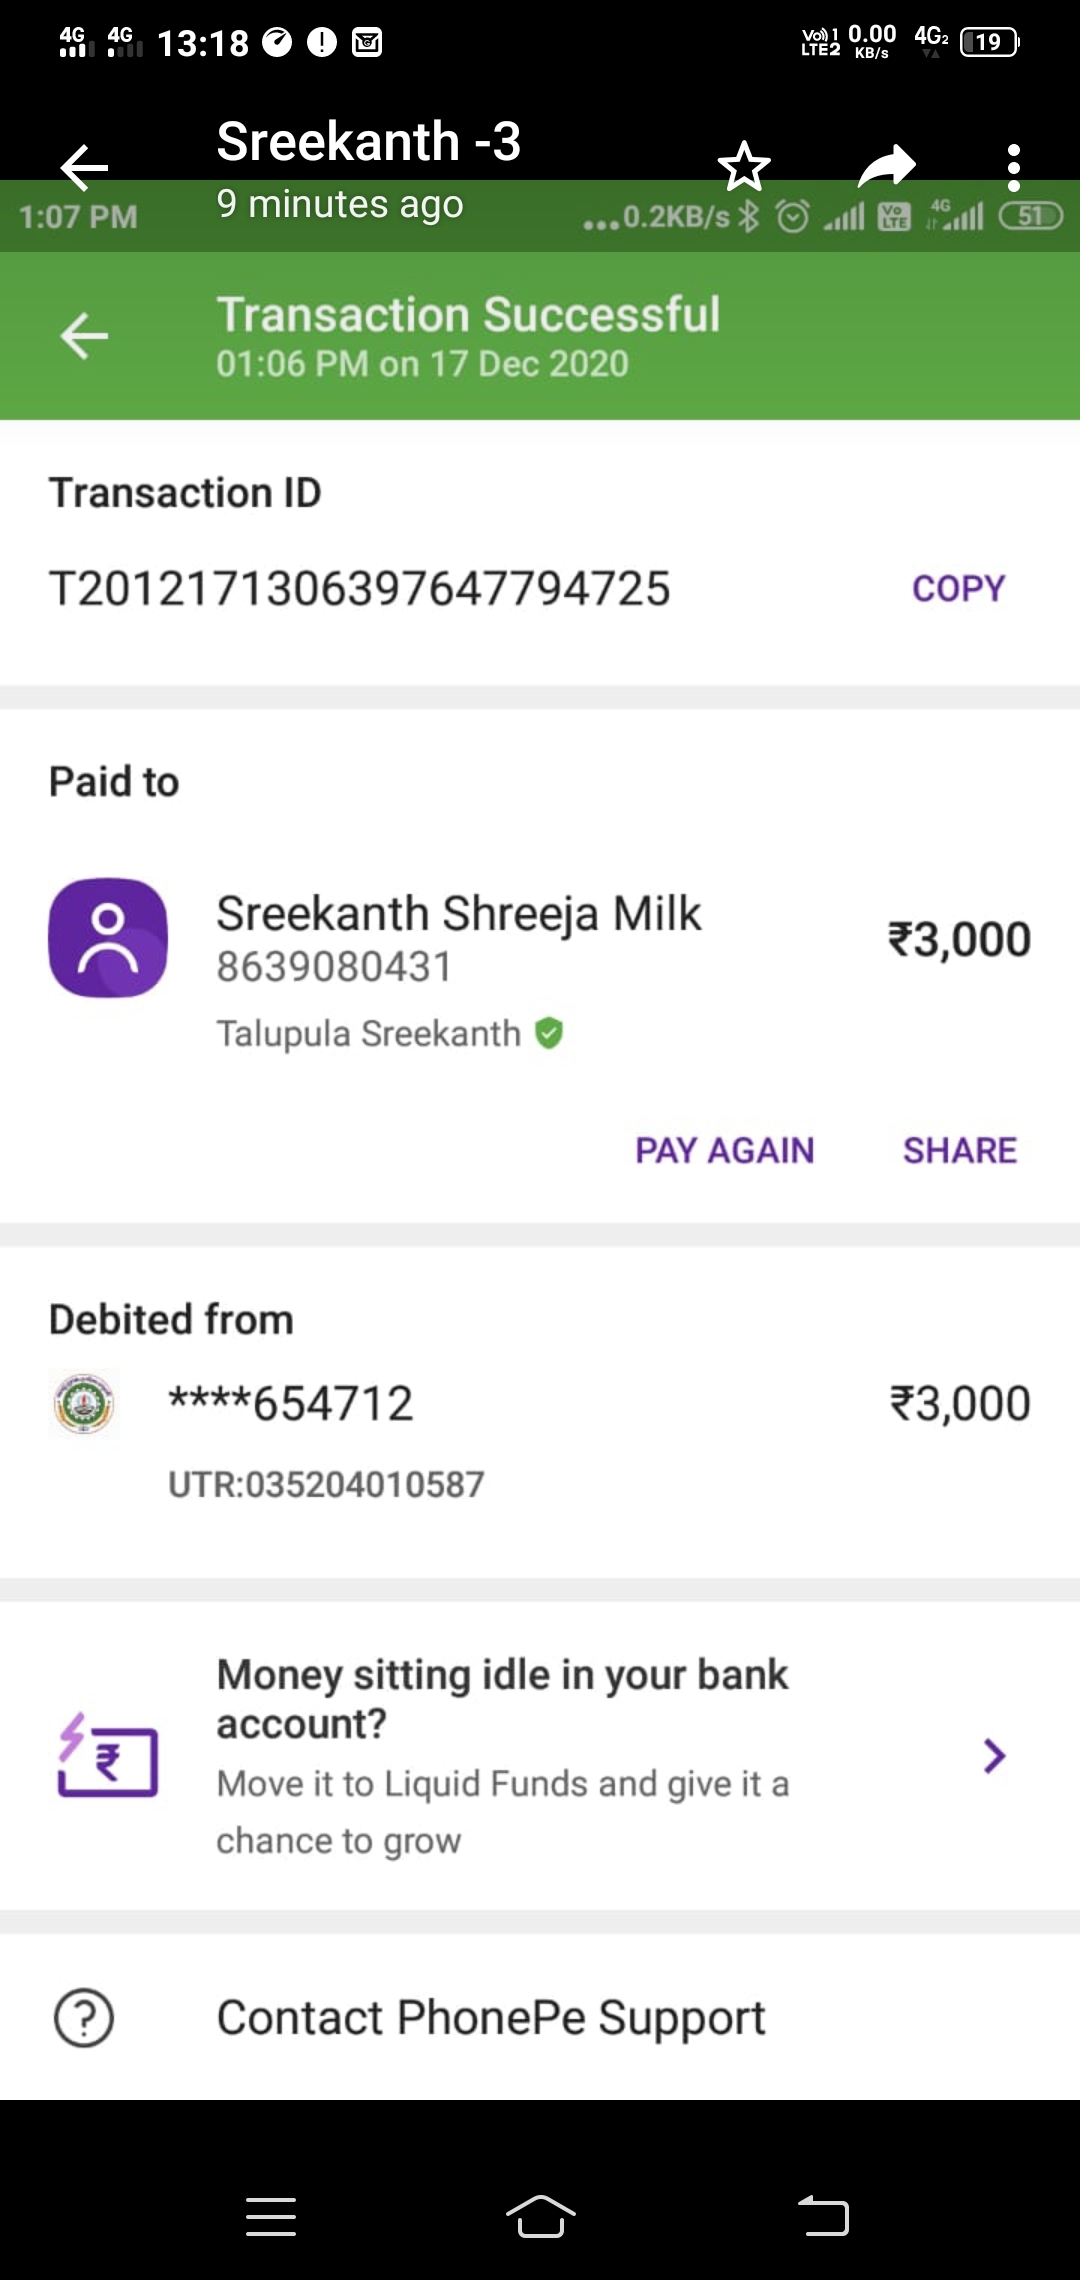 4G 4G 13:18 Vo)) 1 LTE2 0.00 KB/s 4G2 19
Sreekanth -3
9 minutes ago
1:07 PM ...0.2KB/s Vo LTE 4G 51
Transaction Successful
01:06 PM on 17 Dec 2020
Transaction ID
T2012171306397647794725 COPY
Paid to
Sreekanth Shreeja Milk ₹3,000
8639080431
Talupula Sreekanth
PAY AGAIN SHARE
Debited from
****654712 ₹3,000
UTR:035204010587
Money sitting idle in your bank
account?
Move it to Liquid Funds and give it a
chance to grow
Contact PhonePe Support